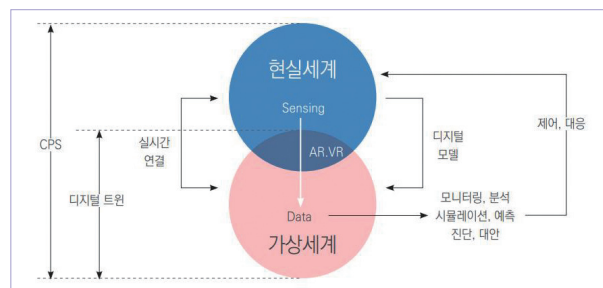 현실세계
Sensing
AR.VR
Data
가상세계
CPS
디지털 트윈
실시간
연결
디지털
모델
모니터링, 분석
시뮬레이션, 예측
진단, 대안
제어, 대응